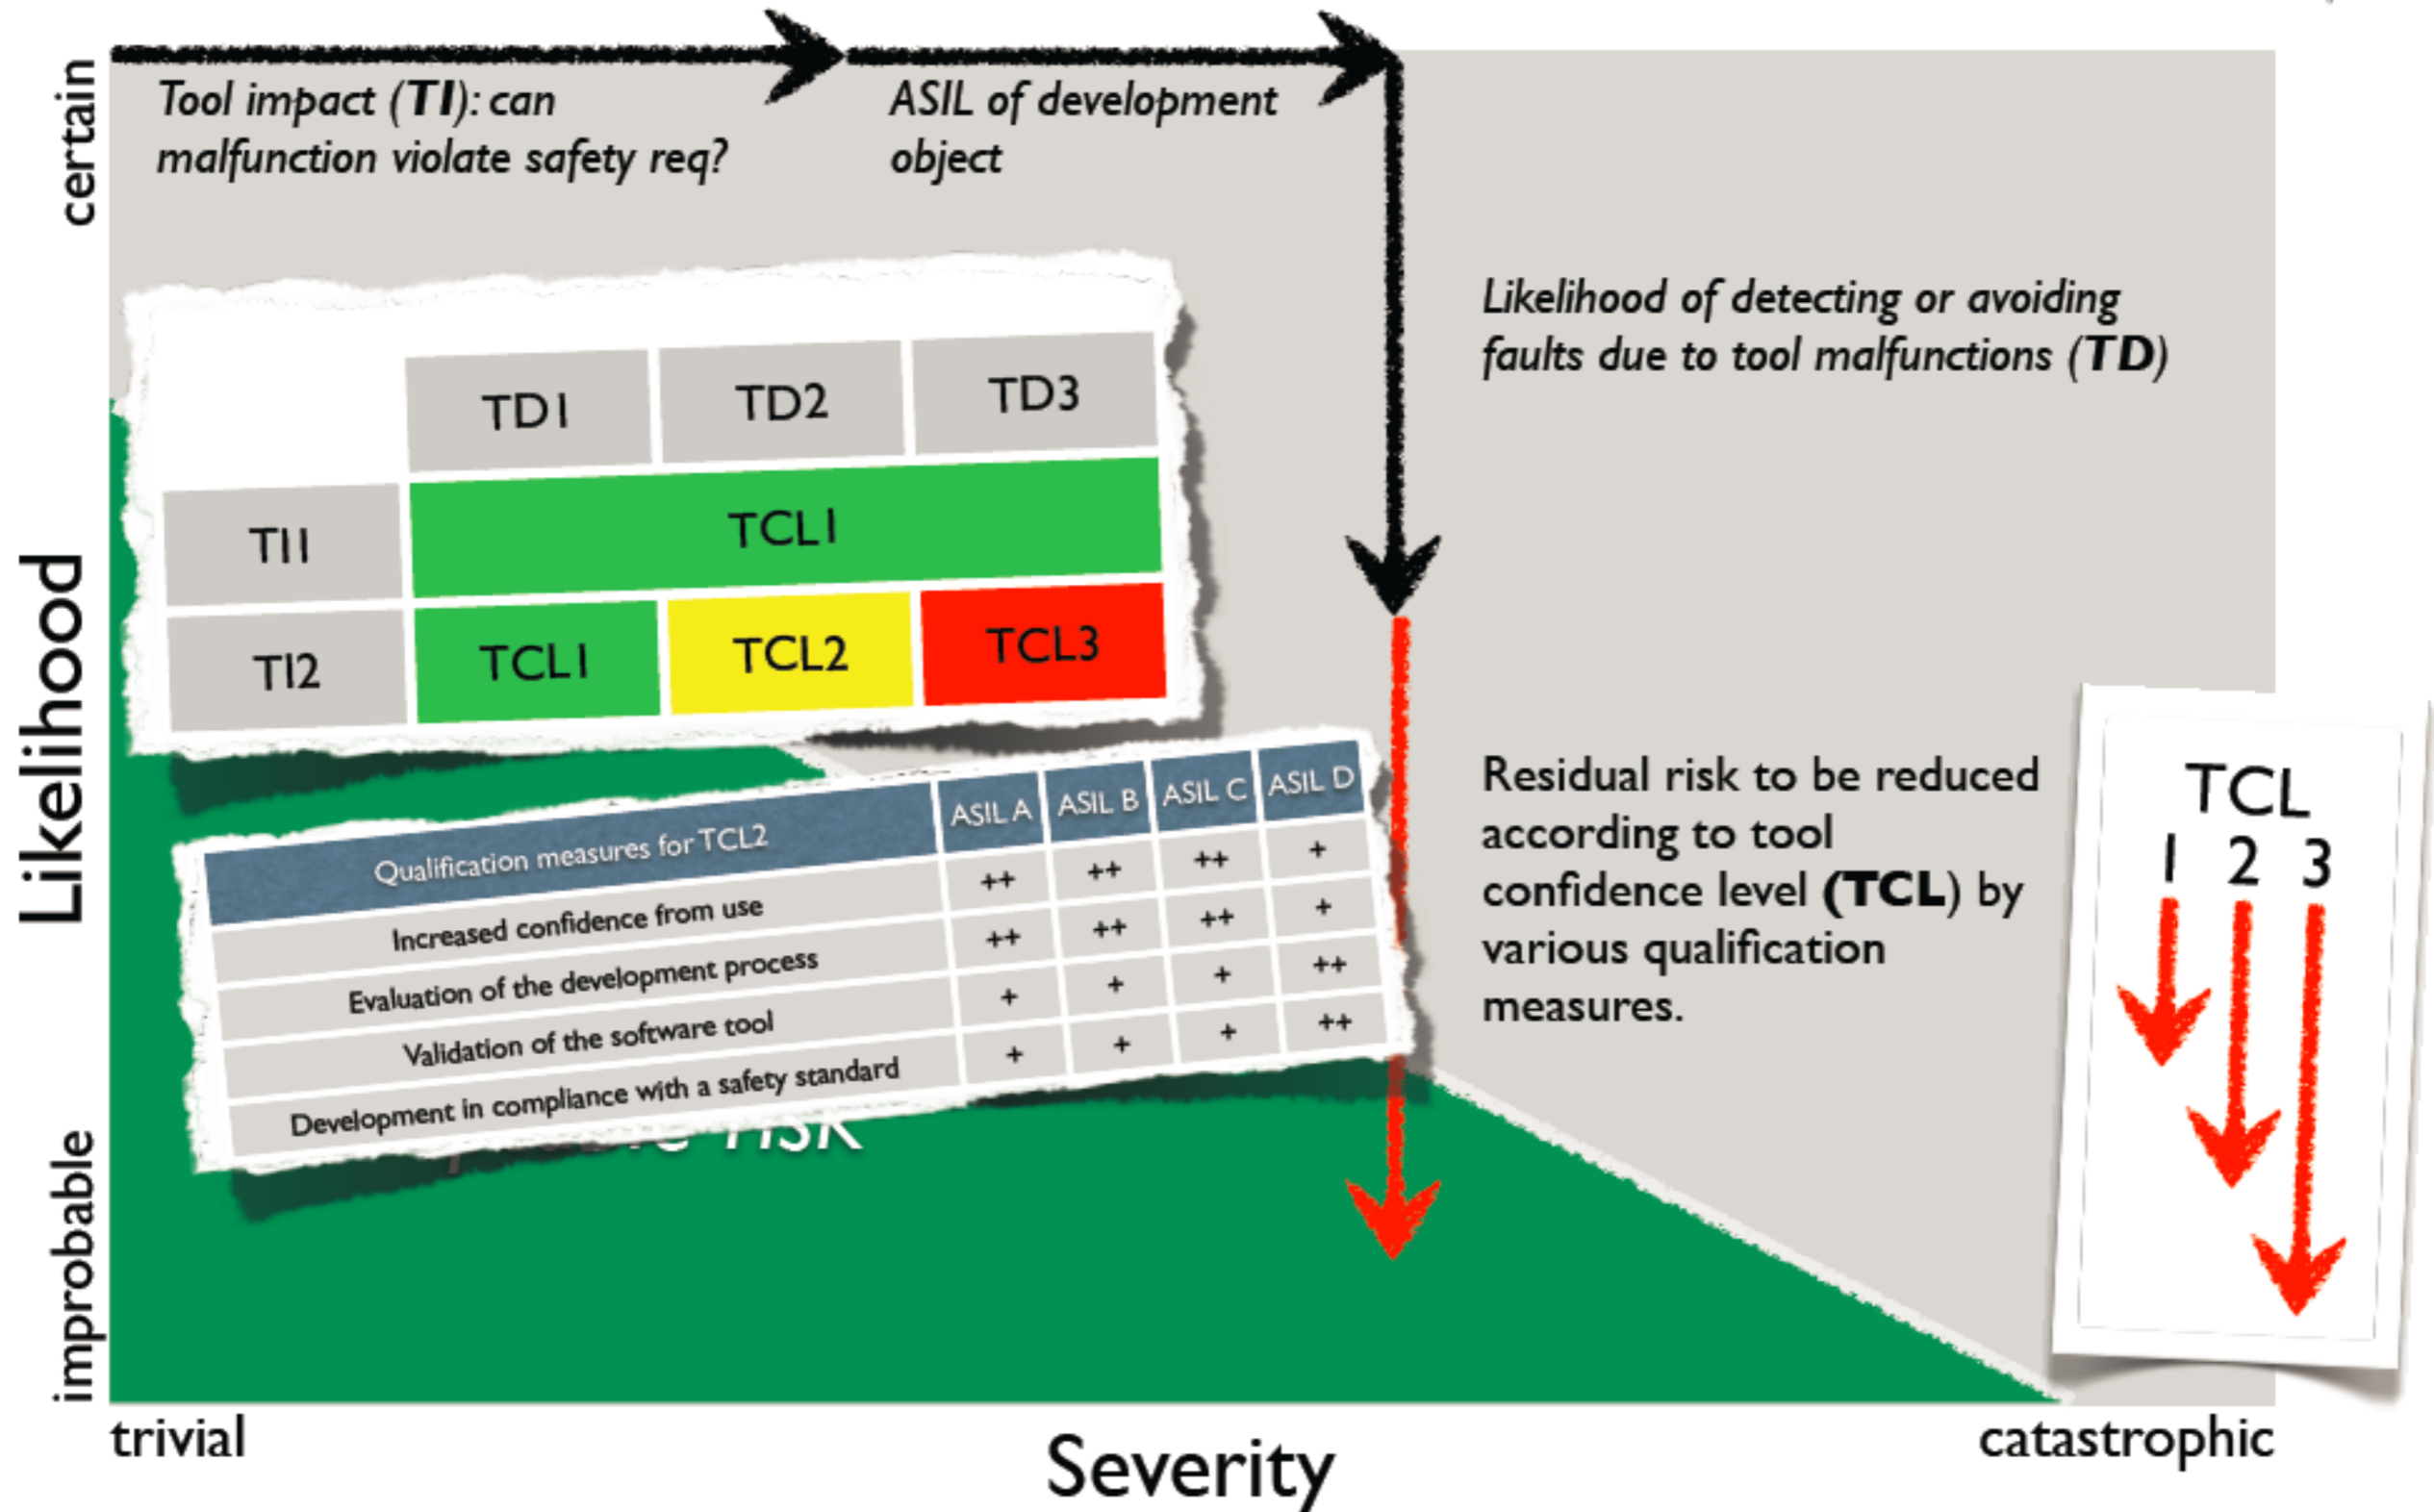 certain
Tool impact (TI): can
malfunction violate safety req?
ASIL of development
object
Likelihood of detecting or avoiding
faults due to tool malfunctions (TD)
TD1 TD2 TD3
TI1 TCL1
TI2 TCL1 TCL2 TCL3
Likelihood
Qualification measures for TCL2 ASIL A ASIL B ASIL C ASIL D
Increased confidence from use ++ ++ ++ +
Evaluation of the development process ++ ++ ++ +
Validation of the software tool + + + ++
Development in compliance with a safety standard + + + ++
Residual risk to be reduced
according to tool
confidence level (TCL) by
various qualification
measures.
TCL
1 2 3
risk
improbable
trivial
Severity
catastrophic